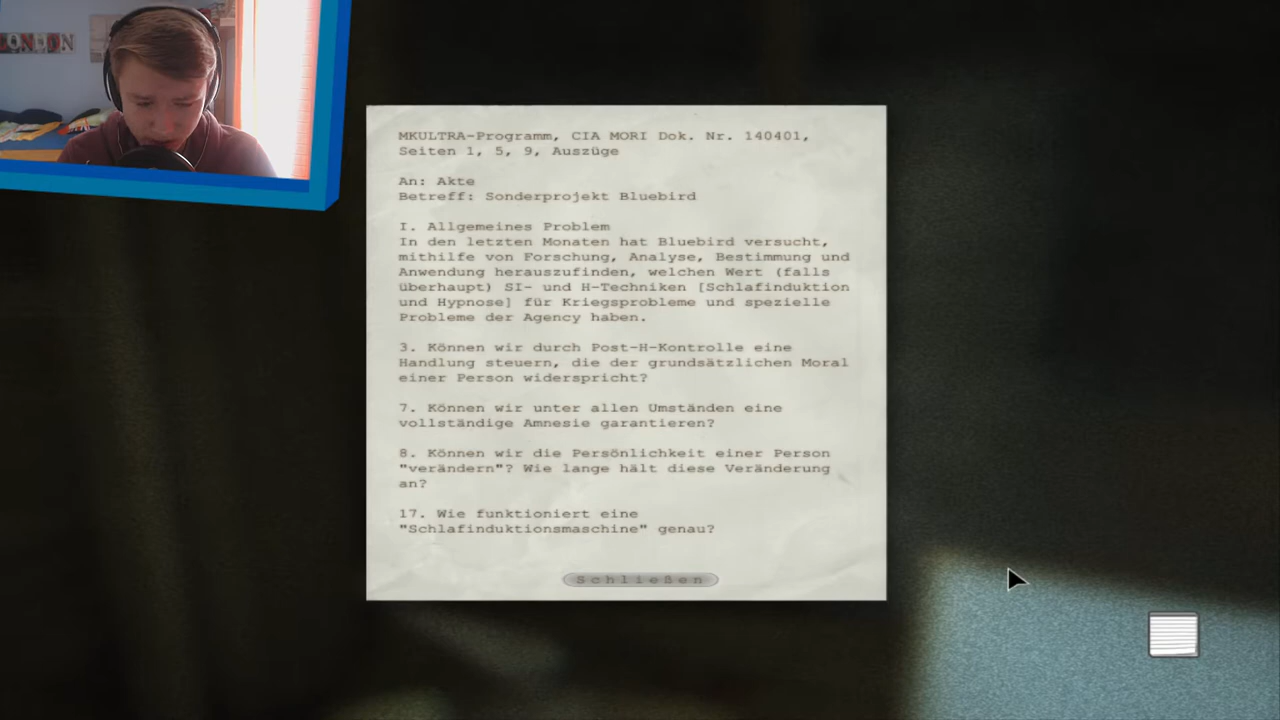 LONDON
MKULTRA-Programm, CIA MORI Dok. Nr. 140401,
Seiten 1, 5, 9, Auszüge
An: Akte
Betreff: Sonderprojekt Bluebird
I. Allgemeines Problem
In den letzten Monaten hat Bluebird versucht,
mithilfe von Forschung, Analyse, Bestimmung und
Anwendung herauszufinden, welchen Wert (falls
überhaupt) SI- und H-Techniken [Schlafinduktion
und Hypnose] für Kriegsprobleme und spezielle
Probleme der Agency haben.
3. Können wir durch Post-H-Kontrolle eine
Handlung steuern, die der grundsätzlichen Moral
einer Person widerspricht?
7. Können wir unter allen Umständen eine
vollständige Amnesie garantieren?
8. Können wir die Persönlichkeit einer Person
"verändern"? Wie lange hält diese Veränderung
an?
17. Wie funktioniert eine
"Schlafinduktionsmaschine" genau?
Schließen